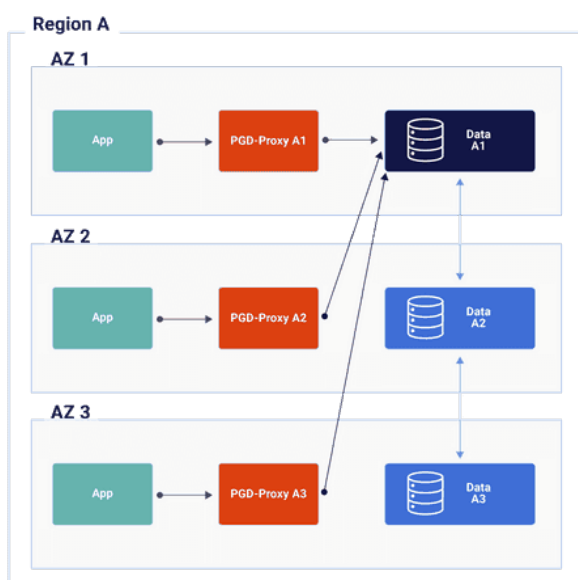 Region A
AZ 1
App
PGD-Proxy A1
Data
A1
AZ 2
App
PGD-Proxy A2
Data
A2
AZ 3
App
PGD-Proxy A3
Data
A3